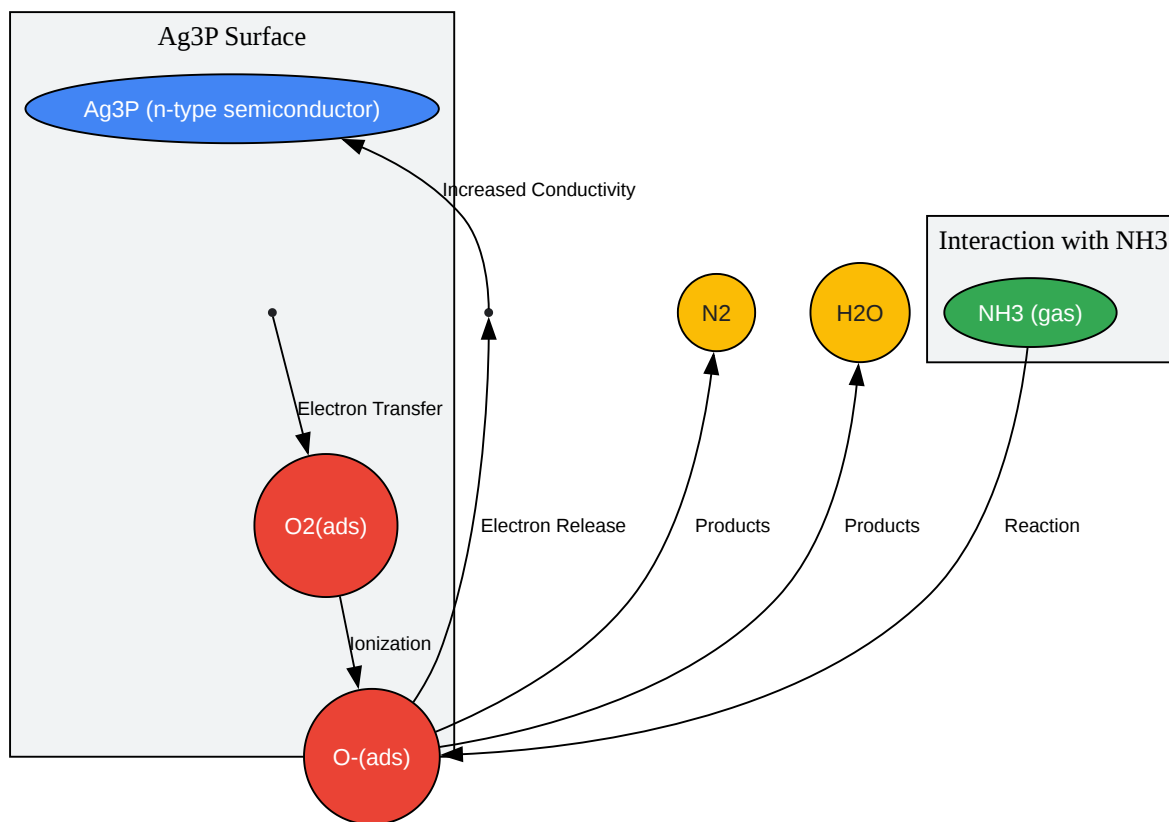 Ag3P Surface
Ag3P (n-type semiconductor)
Increased Conductivity
Interaction with NH3
N2
H2O
NH3 (gas)
Electron Transfer
O2(ads)
Electron Release
Products
Products
Reaction
Ionization
O-(ads)